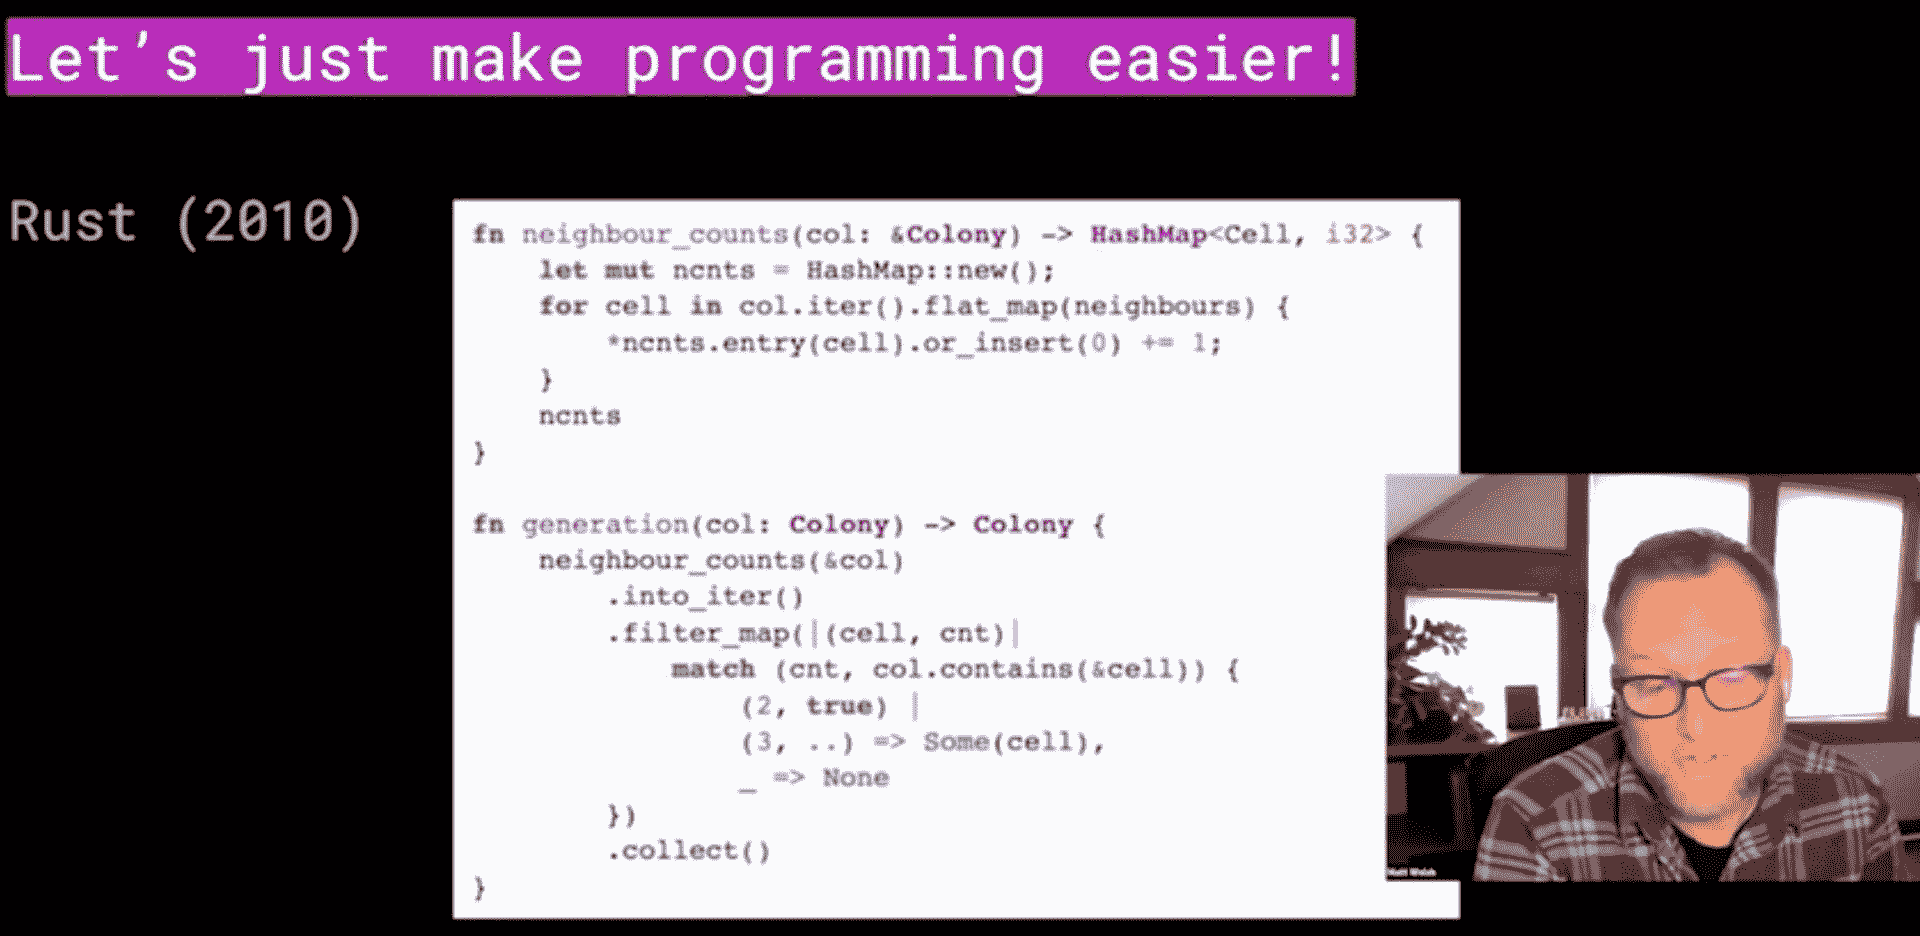 Let's just make programming easier!
Rust (2010)
fn neighbour_counts(col: &Colony) -> HashMap<Cell, i32> {
    let mut ncnts = HashMap::new();
    for cell in col.iter().flat_map(neighbours) {
        *ncnts.entry(cell).or_insert(0) += 1;
    }
    ncnts
}
fn generation(col: Colony) -> Colony {
    neighbour_counts(&col)
        .into_iter()
        .filter_map(|(cell, cnt)|
            match (cnt, col.contains(&cell)) {
                (2, true) |
                (3, ..) => Some(cell),
                _ => None
        })
        .collect()
}
Matt Welsh